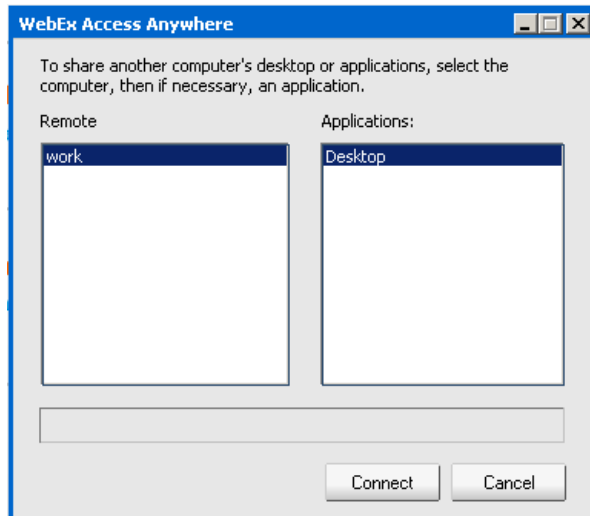 WebEx Access Anywhere
To share another computer's desktop or applications, select the
computer, then if necessary, an application.
Remote
Applications:
work
Desktop
Connect
Cancel